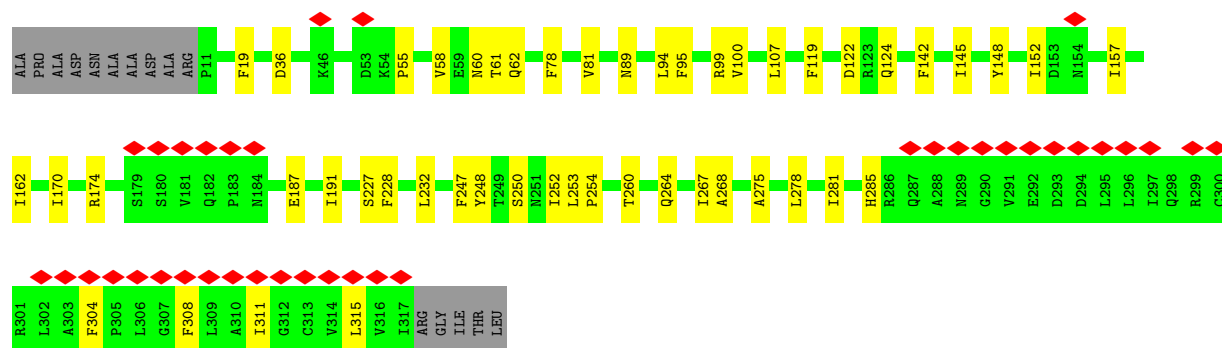 ALA PRO ALA ASP ASN ALA ALA ASP ALA ARG P11 F19 D36 K46 D53 K54 P55 V58 E59 N60 T61 Q62 F78 V81 N89 L94 F95 R99 V100 L107 F119 D122 R123 Q124 F142 I145 Y148 I152 D153 N154 I157
I162 I170 R174 S179 S180 V181 Q182 P183 N184 E187 I191 S227 F228 L232 F247 Y248 T249 S250 N251 I252 L253 P254 T260 Q264 I267 A268 A275 L278 I281 H285 R286 Q287 A288 N289 G290 V291 E292 D293 D294 L295 L296 I297 Q298 R299
R301 L302 A303 F304 P305 L306 G307 F308 L309 A310 I311 G312 C313 V314 L315 V316 I317 ARG GLY ILE THR LEU